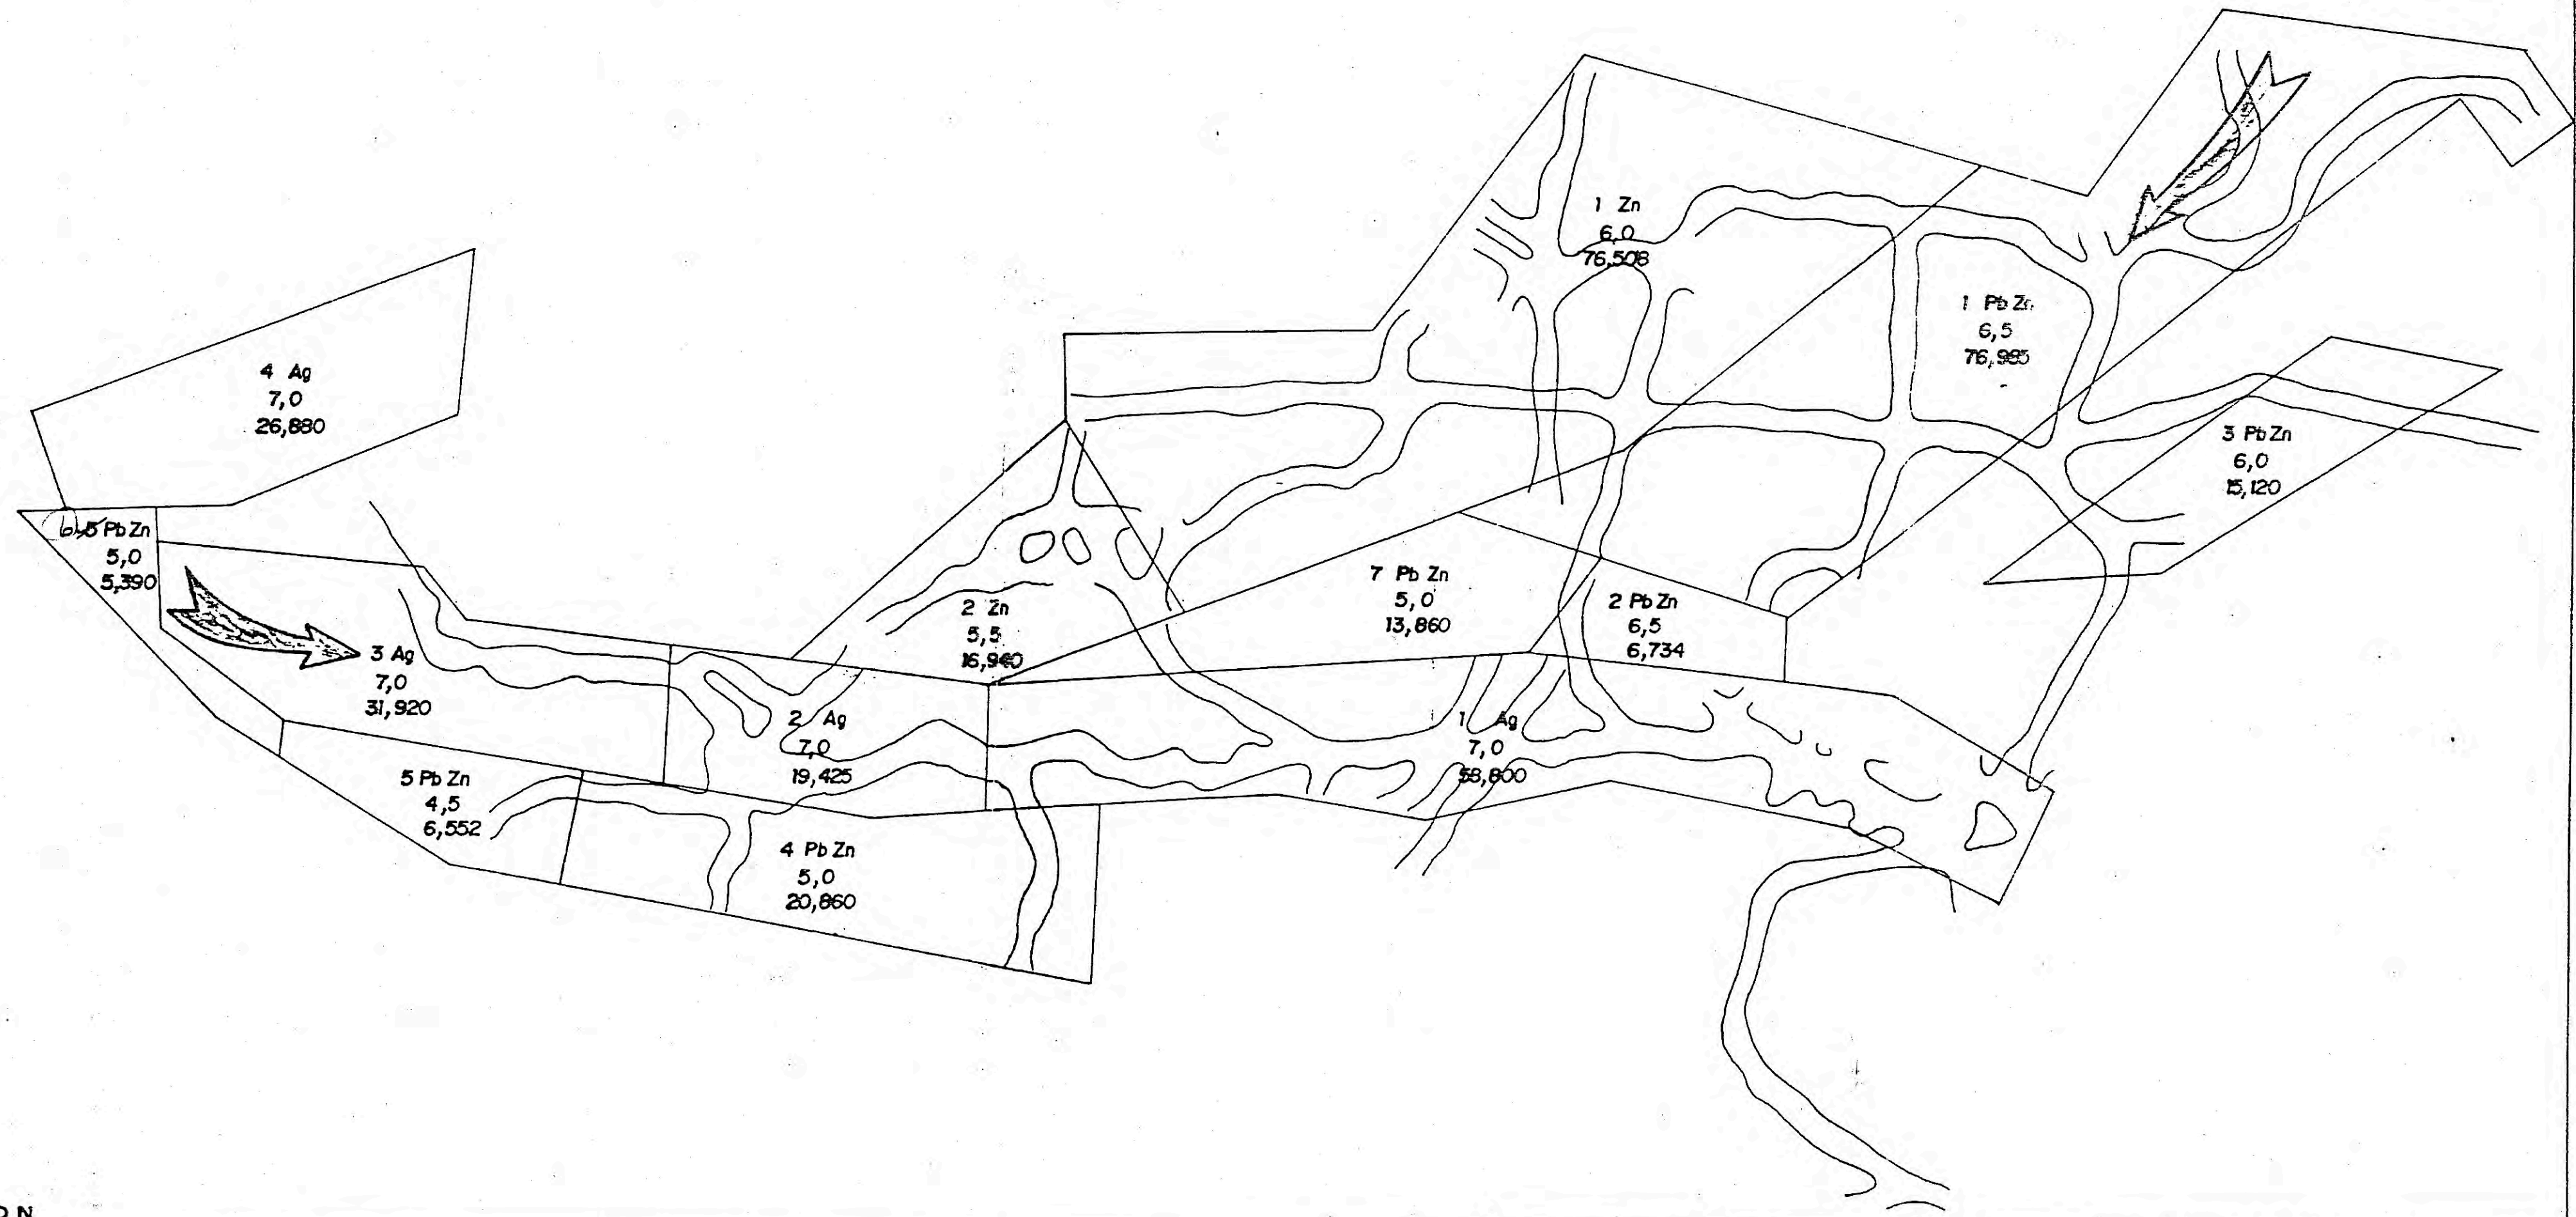 1 Zn
6,0
76,508
1 Pb Zn
6,5
76,985
4 Ag
7,0
26,880
3 Pb Zn
6,0
15,120
6 5 Pb Zn
5,0
5,390
7 Pb Zn
5,0
13,860
2 Zn
5,5
16,940
2 Pb Zn
6,5
6,734
3 Ag
7,0
31,920
2 Ag
7,0
19,425
1 Ag
7,0
58,800
5 Pb Zn
4,5
6,552
4 Pb Zn
5,0
20,860